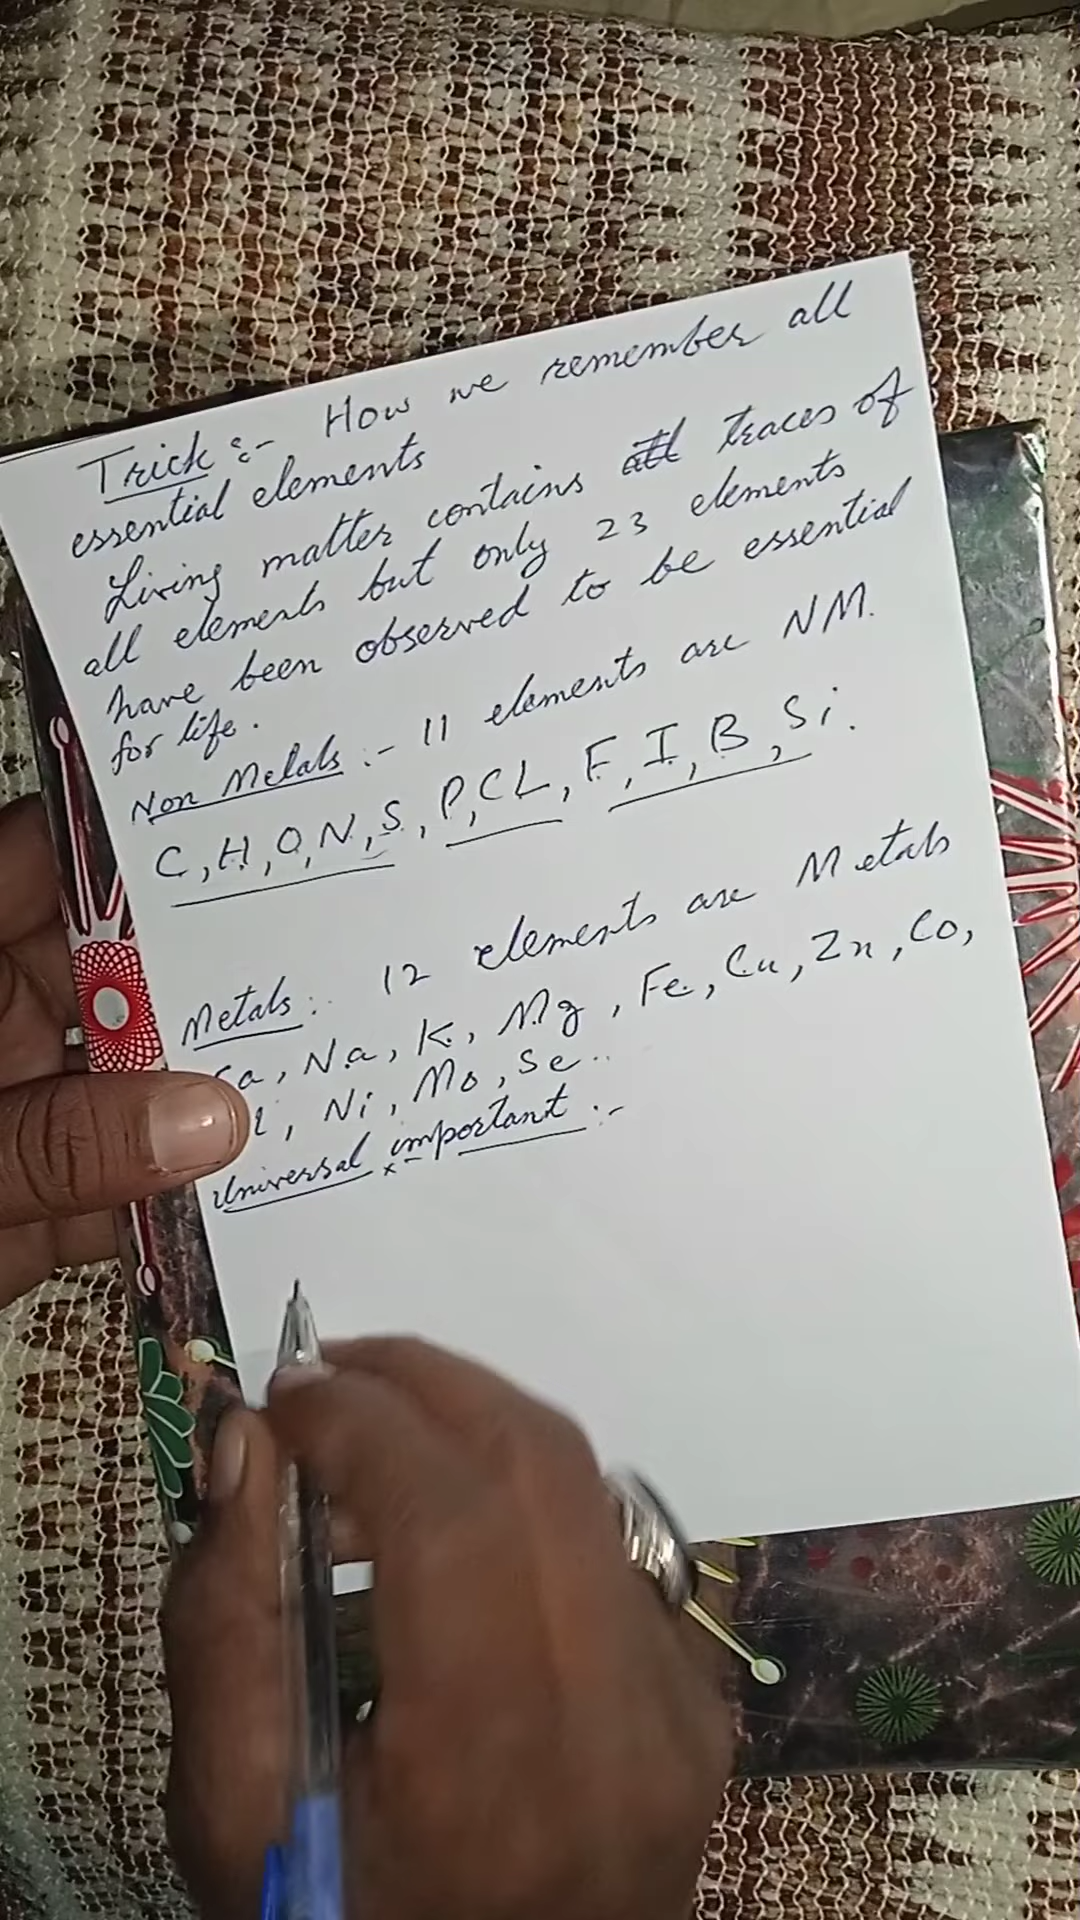 Trick :- How we remember all
essential elements
Living matter contains all traces of
all elements but only 23 elements
have been observed to be essential
for life.
Non Metals :- 11 elements are NM.
C, H, O, N, S, P, CL, F, I, B, Si.
Metals :- 12 elements are Metals
Na, K, Mg, Fe, Cu, Zn, Co,
Ni, Mo, Se..
Universal important :-